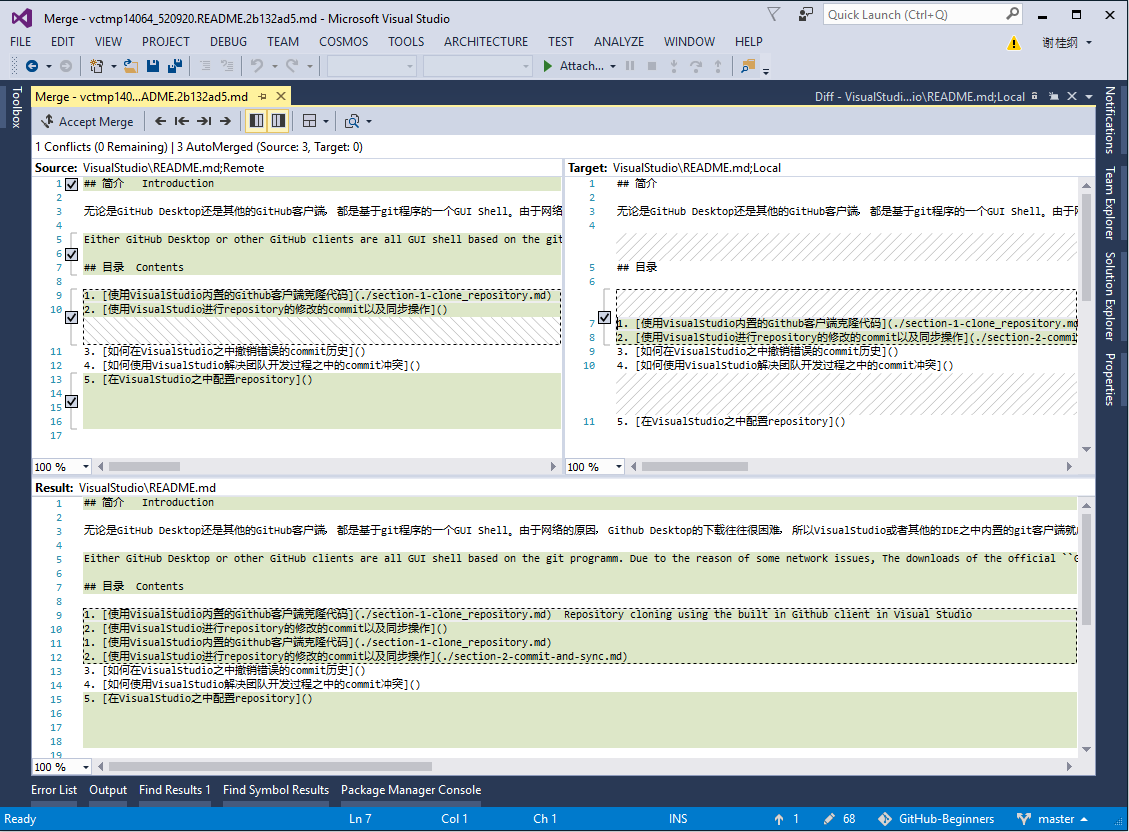 Merge - vctmp14064_520920.README.2b132ad5.md - Microsoft Visual Studio
Quick Launch (Ctrl+Q)
FILE EDIT VIEW PROJECT DEBUG TEAM COSMOS TOOLS ARCHITECTURE TEST ANALYZE WINDOW HELP
谢桂纲
Attach...
Toolbox
Merge - vctmp140...ADME.2b132ad5.md
Diff - VisualStudi...io\README.md;Local
Notifications
Team Explorer
Solution Explorer
Properties
Accept Merge
1 Conflicts (0 Remaining) | 3 AutoMerged (Source: 3, Target: 0)
Source: VisualStudio\README.md;Remote
1 ## 简介 Introduction
2
3 无论是GitHub Desktop还是其他的GitHub客户端，都是基于git程序的一个GUI Shell。由于网络
4
5 Either GitHub Desktop or other GitHub clients are all GUI shell based on the git
6
7 ## 目录 Contents
8
9 1. [使用VisualStudio内置的Github客户端克隆代码](./section-1-clone_repository.md)
10 2. [使用VisualStudio进行repository的修改的commit以及同步操作]()
11 3. [如何在VisualStudio之中撤销错误的commit历史]()
12 4. [如何使用VisualStudio解决团队开发过程之中的commit冲突]()
13 5. [在VisualStudio之中配置repository]()
14
15
16
17
100 %
Target: VisualStudio\README.md;Local
1 ## 简介
2
3 无论是GitHub Desktop还是其他的GitHub客户端，都是基于git程序的一个GUI Shell。由于
4
5 ## 目录
6
7 1. [使用VisualStudio内置的Github客户端克隆代码](./section-1-clone_repository.md
8 2. [使用VisualStudio进行repository的修改的commit以及同步操作](./section-2-commi
9 3. [如何在VisualStudio之中撤销错误的commit历史]()
10 4. [如何使用VisualStudio解决团队开发过程之中的commit冲突]()
11 5. [在VisualStudio之中配置repository]()
100 %
Result: VisualStudio\README.md
1 ## 简介 Introduction
2
3 无论是GitHub Desktop还是其他的GitHub客户端，都是基于git程序的一个GUI Shell。由于网络的原因，Github Desktop的下载往往很困难，所以VisualStudio或者其他的IDE之中内置的git客户端就
4
5 Either GitHub Desktop or other GitHub clients are all GUI shell based on the git programm. Due to the reason of some network issues, The downloads of the official ``G
6
7 ## 目录 Contents
8
9 1. [使用VisualStudio内置的Github客户端克隆代码](./section-1-clone_repository.md) Repository cloning using the built in Github client in Visual Studio
10 2. [使用VisualStudio进行repository的修改的commit以及同步操作]()
11 1. [使用VisualStudio内置的Github客户端克隆代码](./section-1-clone_repository.md)
12 2. [使用VisualStudio进行repository的修改的commit以及同步操作](./section-2-commit-and-sync.md)
13 3. [如何在VisualStudio之中撤销错误的commit历史]()
14 4. [如何使用VisualStudio解决团队开发过程之中的commit冲突]()
15 5. [在VisualStudio之中配置repository]()
16
17
18
19
100 %
Error List Output Find Results 1 Find Symbol Results Package Manager Console
Ready Ln 7 Col 1 Ch 1 INS 1 68 GitHub-Beginners master